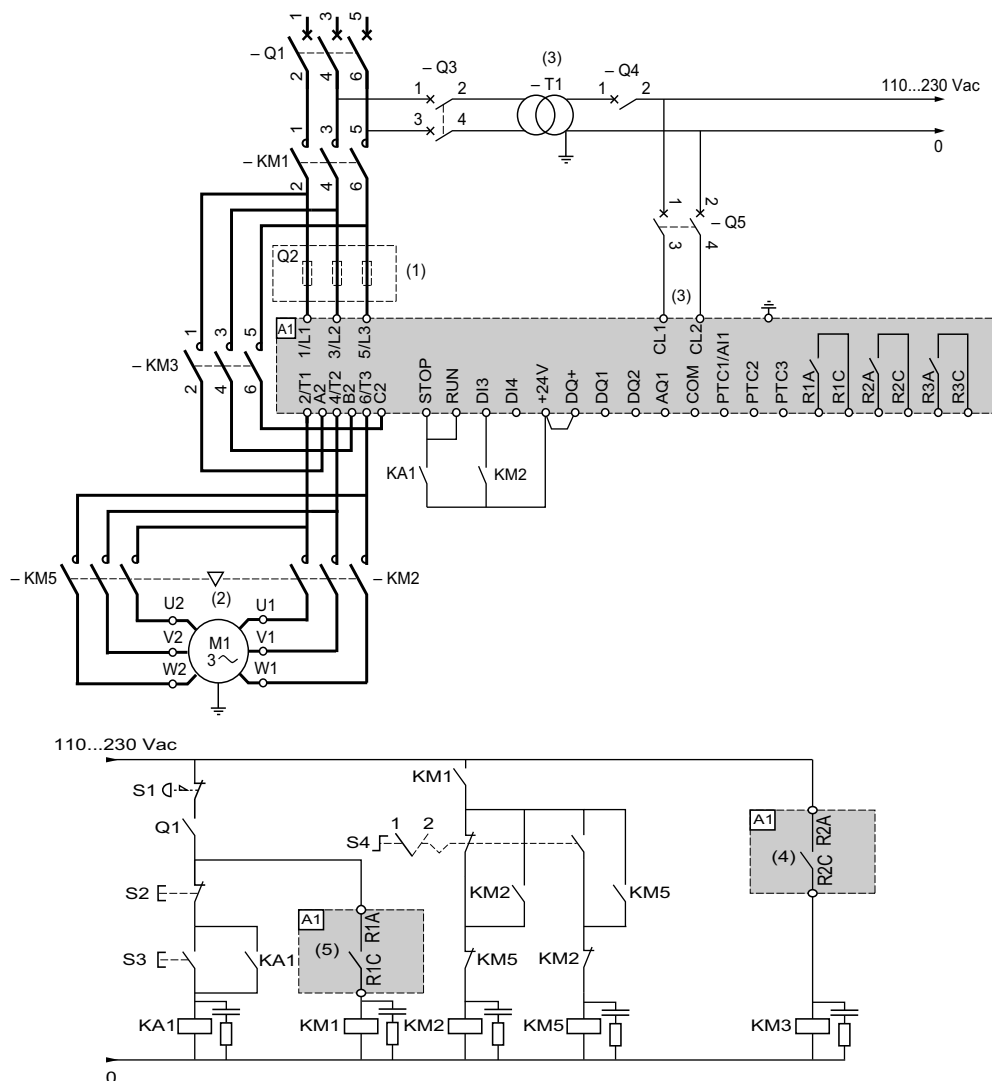 1 3 5
– Q1
2 4 6
– Q3
1 2
3 4
(3)
– T1
– Q4
1 2
110...230 Vac
0
1 3 5
– KM1
2 4 6
1 2
– Q5
3 4
Q2
(1)
(3)
1 3 5
– KM3
2 4 6
A1
1/L1 3/L2 5/L3
CL1 CL2
2/T1 A2 4/T2 B2 6/T3 C2
STOP RUN DI3 DI4 +24V DQ+ DQ1 DQ2 AQ1 COM PTC1/AI1 PTC2 PTC3 R1A R1C R2A R2C R3A R3C
KA1 KM2
– KM5
(2)
– KM2
U2 U1
V2 V1
W2 W1
M1
3
110...230 Vac
S1
Q1
S2
S3
KA1
KA1
A1
R1A
(5)
R1C
KM1
KM1
S4
1 2
KM2
KM5
KM5
KM2
KM2
KM5
A1
R2A
(4)
R2C
KM3
0